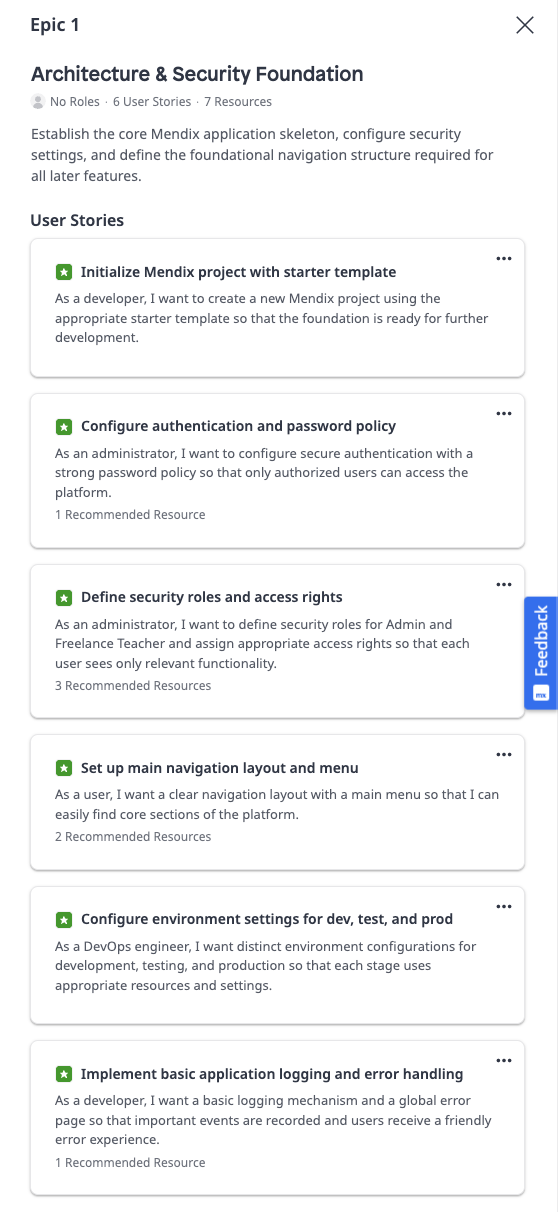 Epic 1
Architecture & Security Foundation
No Roles · 6 User Stories · 7 Resources
Establish the core Mendix application skeleton, configure security
settings, and define the foundational navigation structure required for
all later features.
User Stories
Initialize Mendix project with starter template
As a developer, I want to create a new Mendix project using the
appropriate starter template so that the foundation is ready for further
development.
Configure authentication and password policy
As an administrator, I want to configure secure authentication with a
strong password policy so that only authorized users can access the
platform.
1 Recommended Resource
Define security roles and access rights
As an administrator, I want to define security roles for Admin and
Freelance Teacher and assign appropriate access rights so that each
user sees only relevant functionality.
3 Recommended Resources
Feedback
mx
Set up main navigation layout and menu
As a user, I want a clear navigation layout with a main menu so that I can
easily find core sections of the platform.
2 Recommended Resources
Configure environment settings for dev, test, and prod
As a DevOps engineer, I want distinct environment configurations for
development, testing, and production so that each stage uses
appropriate resources and settings.
Implement basic application logging and error handling
As a developer, I want a basic logging mechanism and a global error
page so that important events are recorded and users receive a friendly
error experience.
1 Recommended Resource